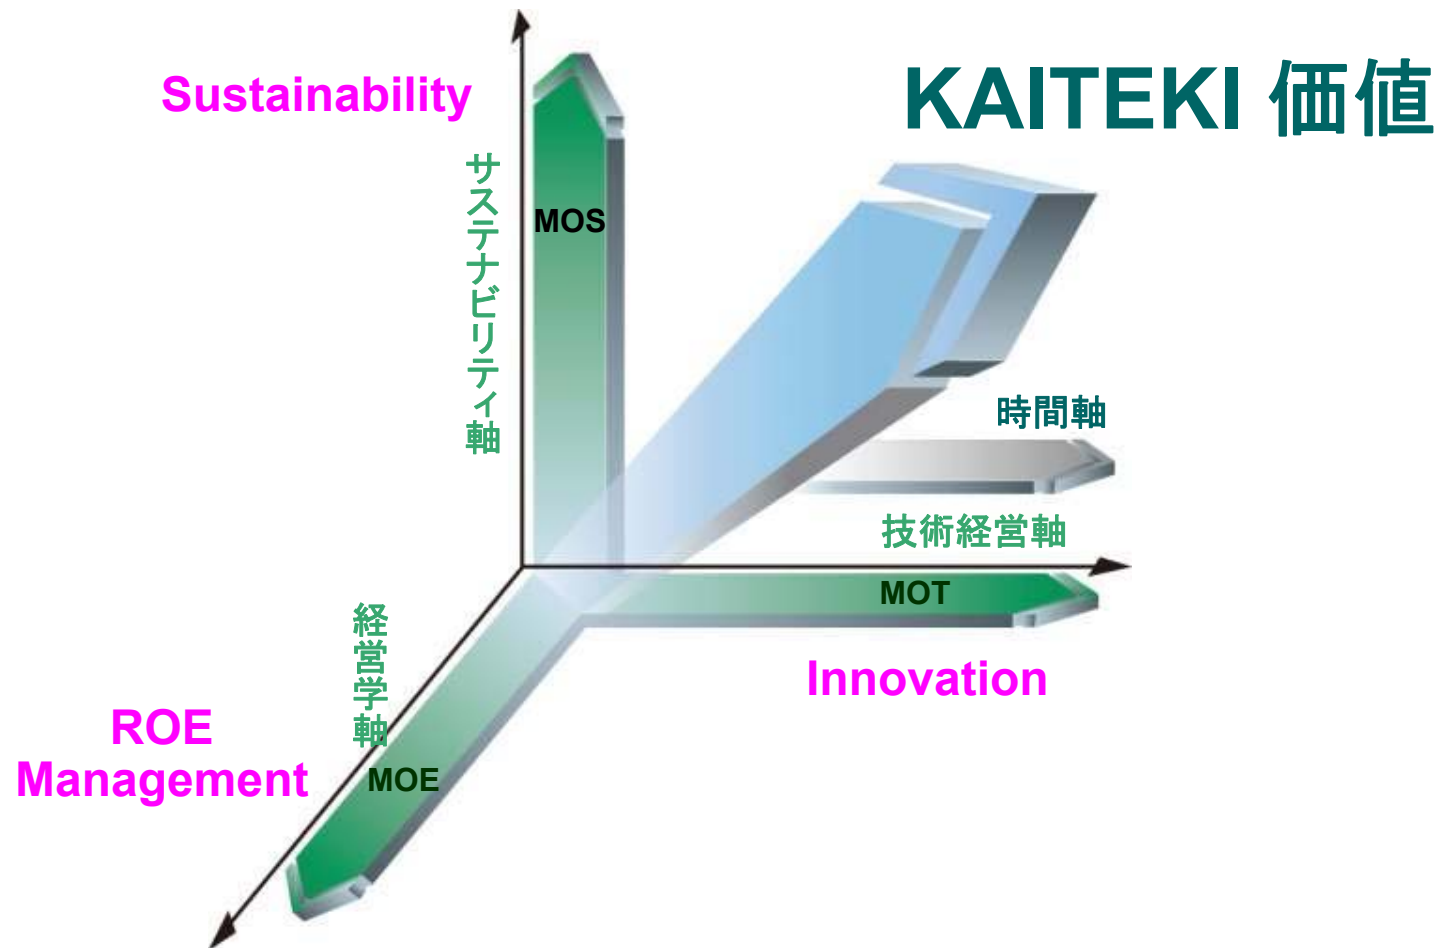 KAITEKI 価値
Sustainability
サステナビリティ軸
MOS
時間軸
技術経営軸
MOT
Innovation
経営学軸
MOE
ROE
Management